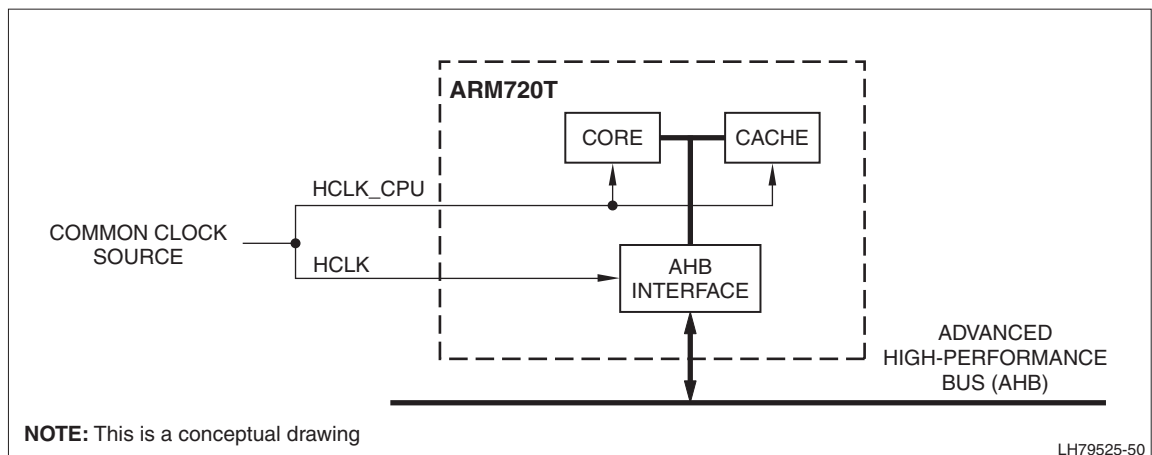 ARM720T
CORE
CACHE
HCLK_CPU
COMMON CLOCK
SOURCE
HCLK
AHB
INTERFACE
ADVANCED
HIGH-PERFORMANCE
BUS (AHB)
NOTE: This is a conceptual drawing
LH79525-50